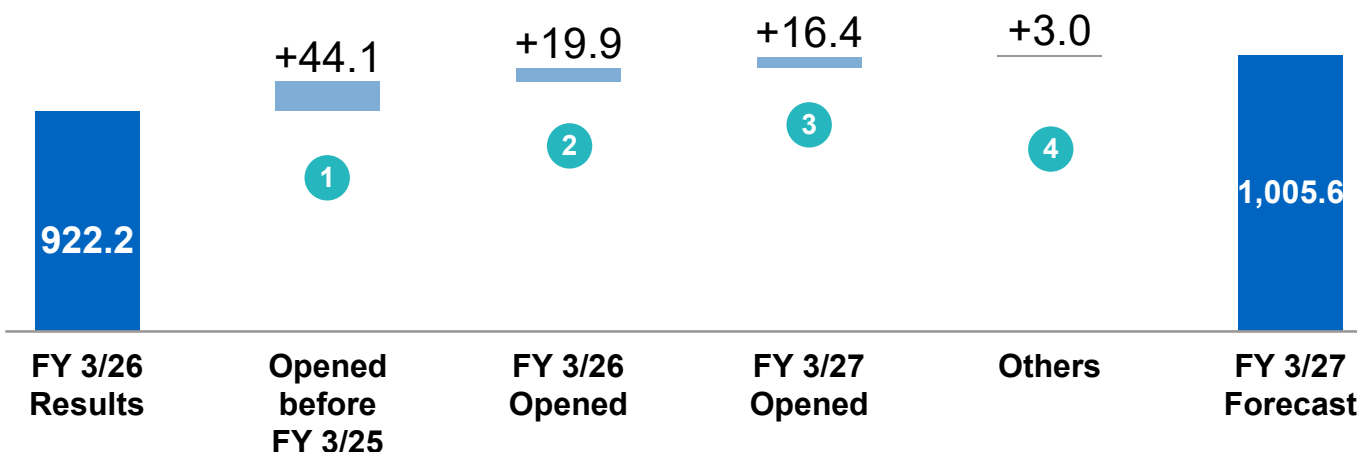 +44.1
+19.9
+16.4
+3.0
1
2
3
4
922.2
1,005.6
FY 3/26
Results
Opened
before
FY 3/25
FY 3/26
Opened
FY 3/27
Opened
Others
FY 3/27
Forecast